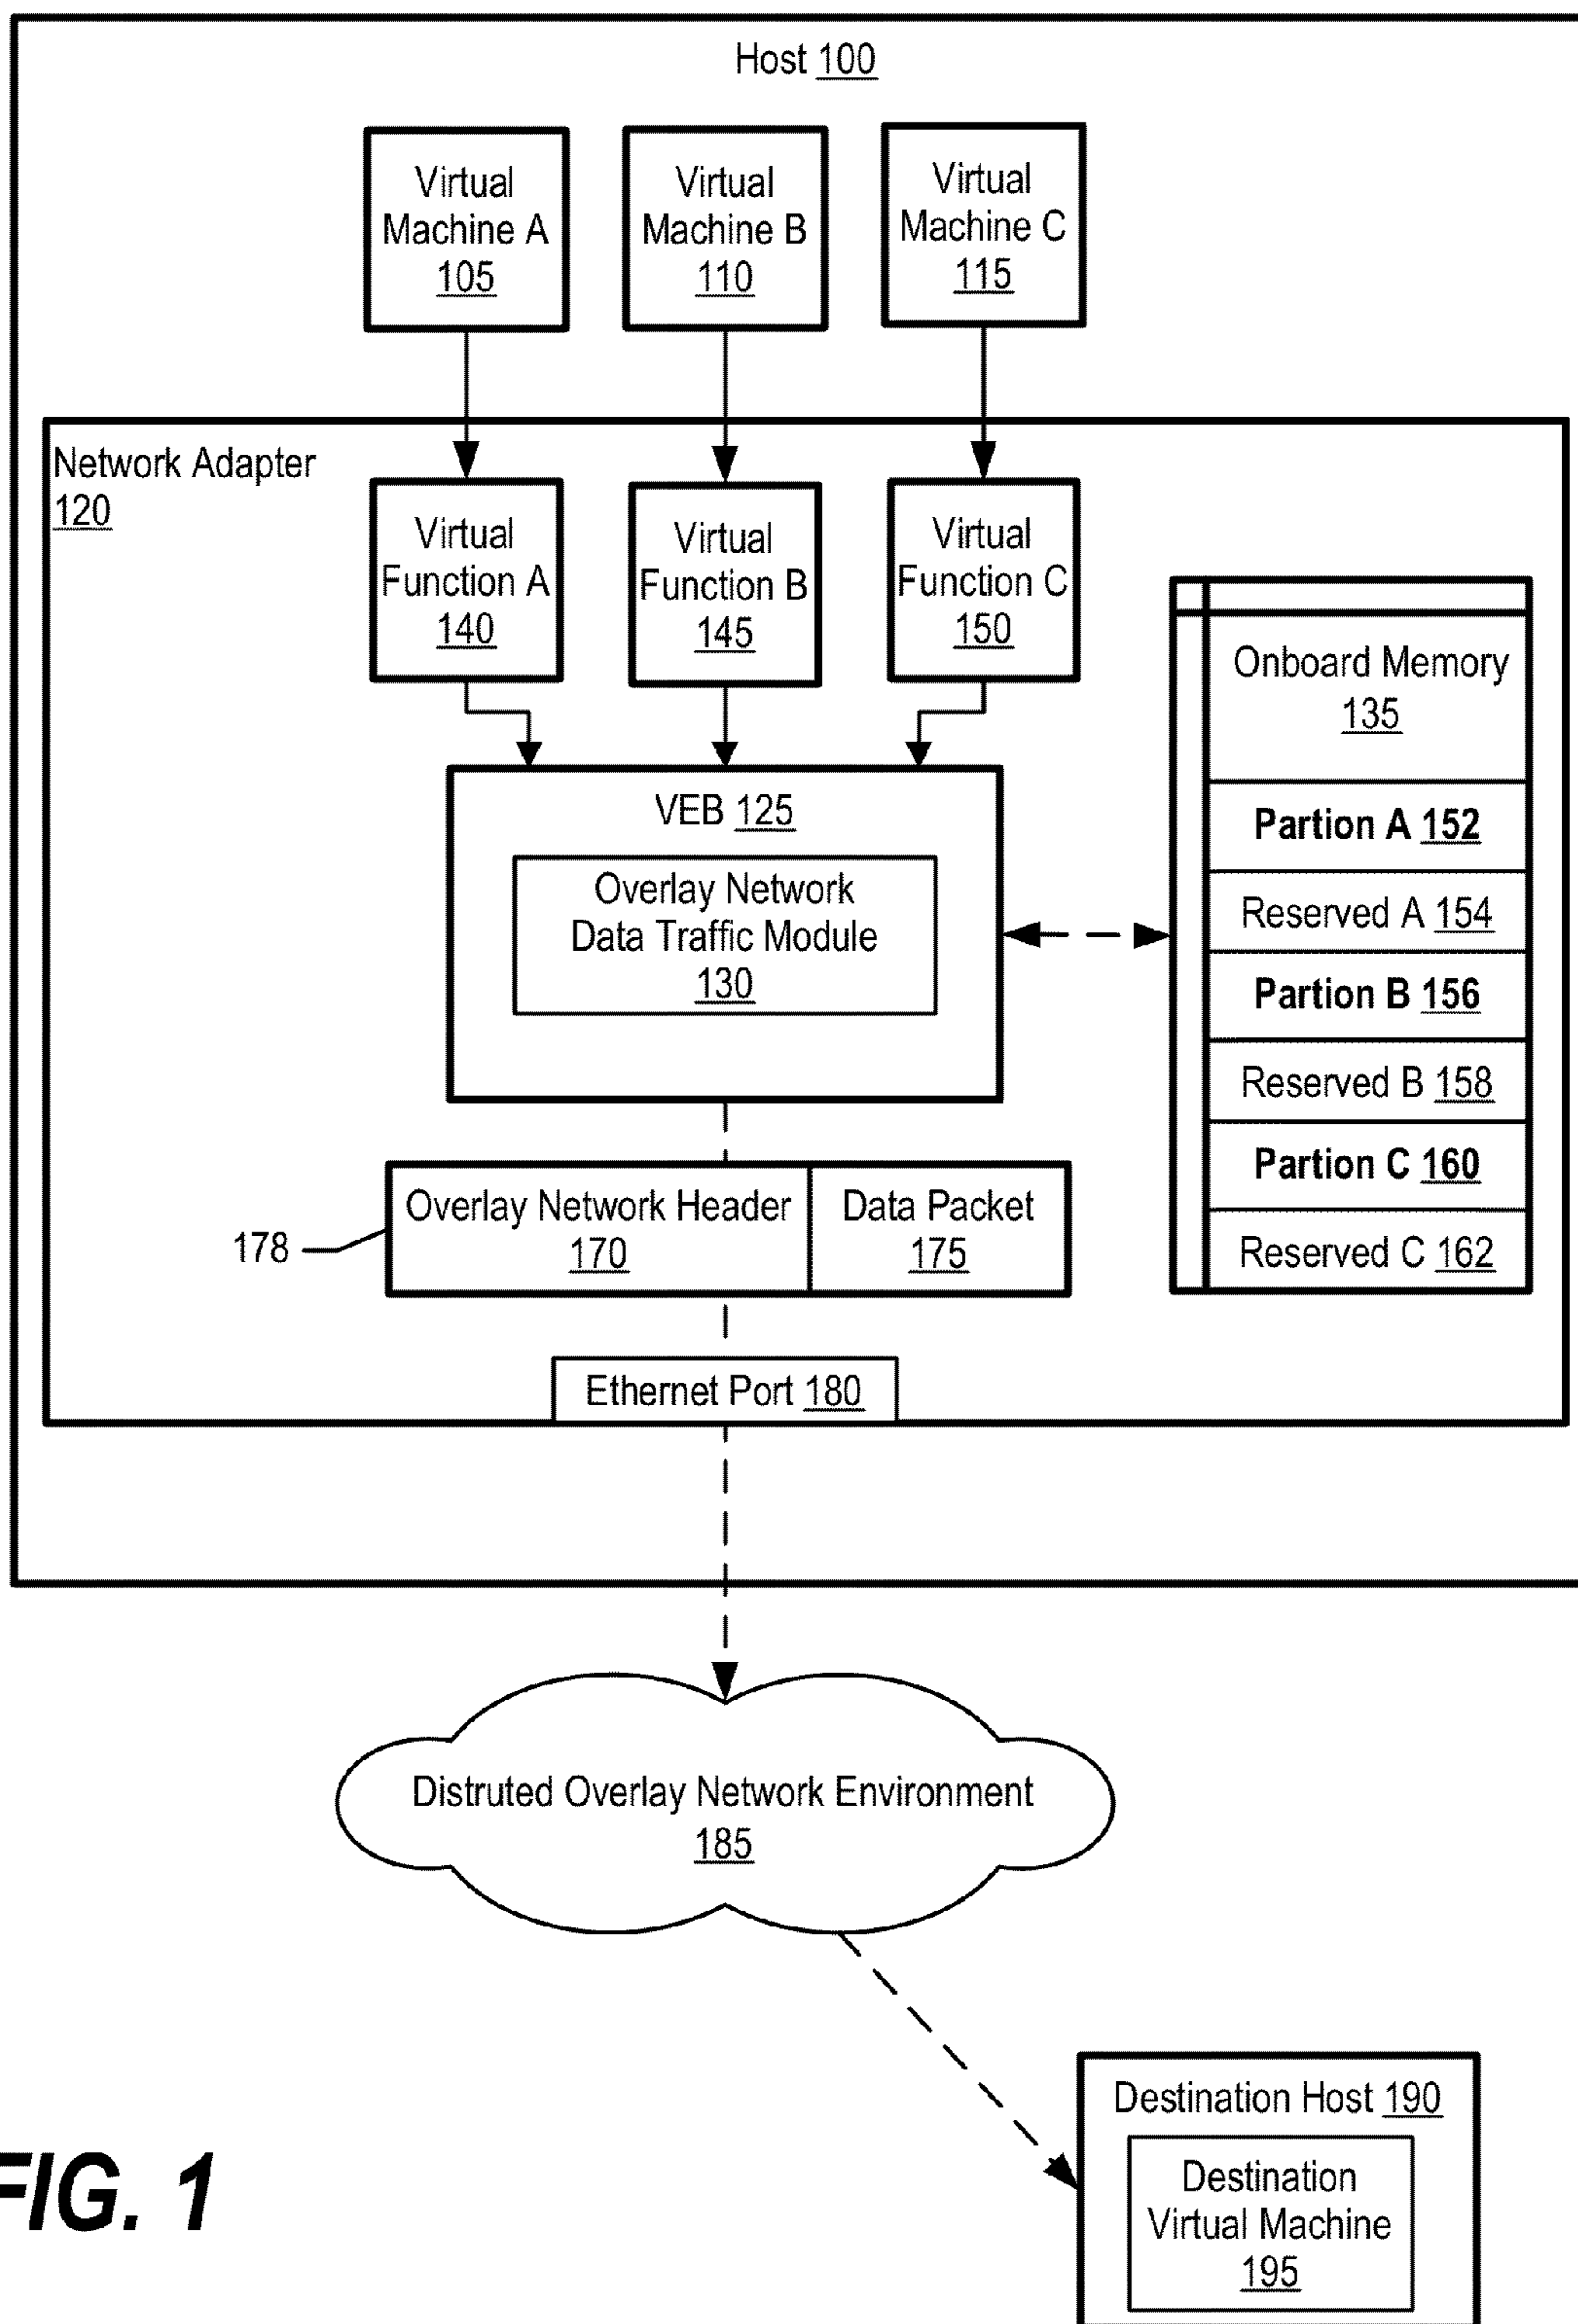 Host 100
Virtual
Machine A
105
Virtual
Machine B
110
Virtual
Machine C
115
Network Adapter
120
Virtual
Function A
140
Virtual
Function B
145
Virtual
Function C
150
Onboard Memory
135
Partion A 152
Reserved A 154
Partion B 156
Reserved B 158
Partion C 160
Reserved C 162
VEB 125
Overlay Network
Data Traffic Module
130
178
Overlay Network Header
170
Data Packet
175
Ethernet Port 180
Distruted Overlay Network Environment
185
Destination Host 190
Destination
Virtual Machine
195
FIG. 1